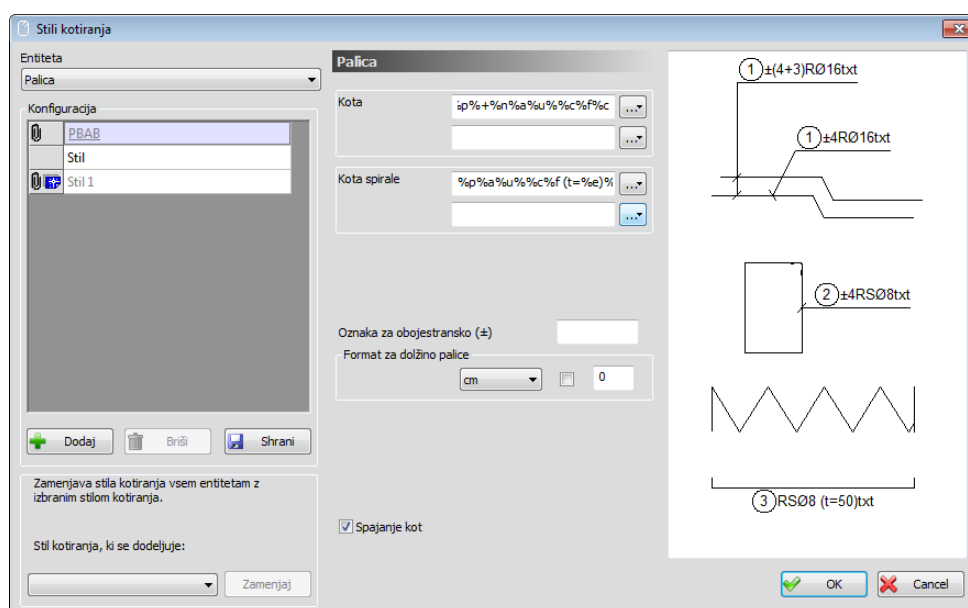 Stili kotiranja
Entiteta
Palica
Konfiguracija
PBAB
Stil
Stil 1
Dodaj
Briši
Shrani
Zamenjava stila kotiranja vsem entitetam z
izbranim stilom kotiranja.
Stil kotiranja, ki se dodeljuje:
Zamenjaj
Palica
Kota
%+%n%a%u%%c%f%c
...
...
Kota spirale
%p%a%u%%c%f (t=%e)%
...
...
Oznaka za obojestransko (±)
Format za dolžino palice
cm
0
Spajanje kot
1 ±(4+3)RØ16txt
1 ±4RØ16txt
2 ±4RSØ8txt
3 RSØ8 (t=50)txt
OK
Cancel